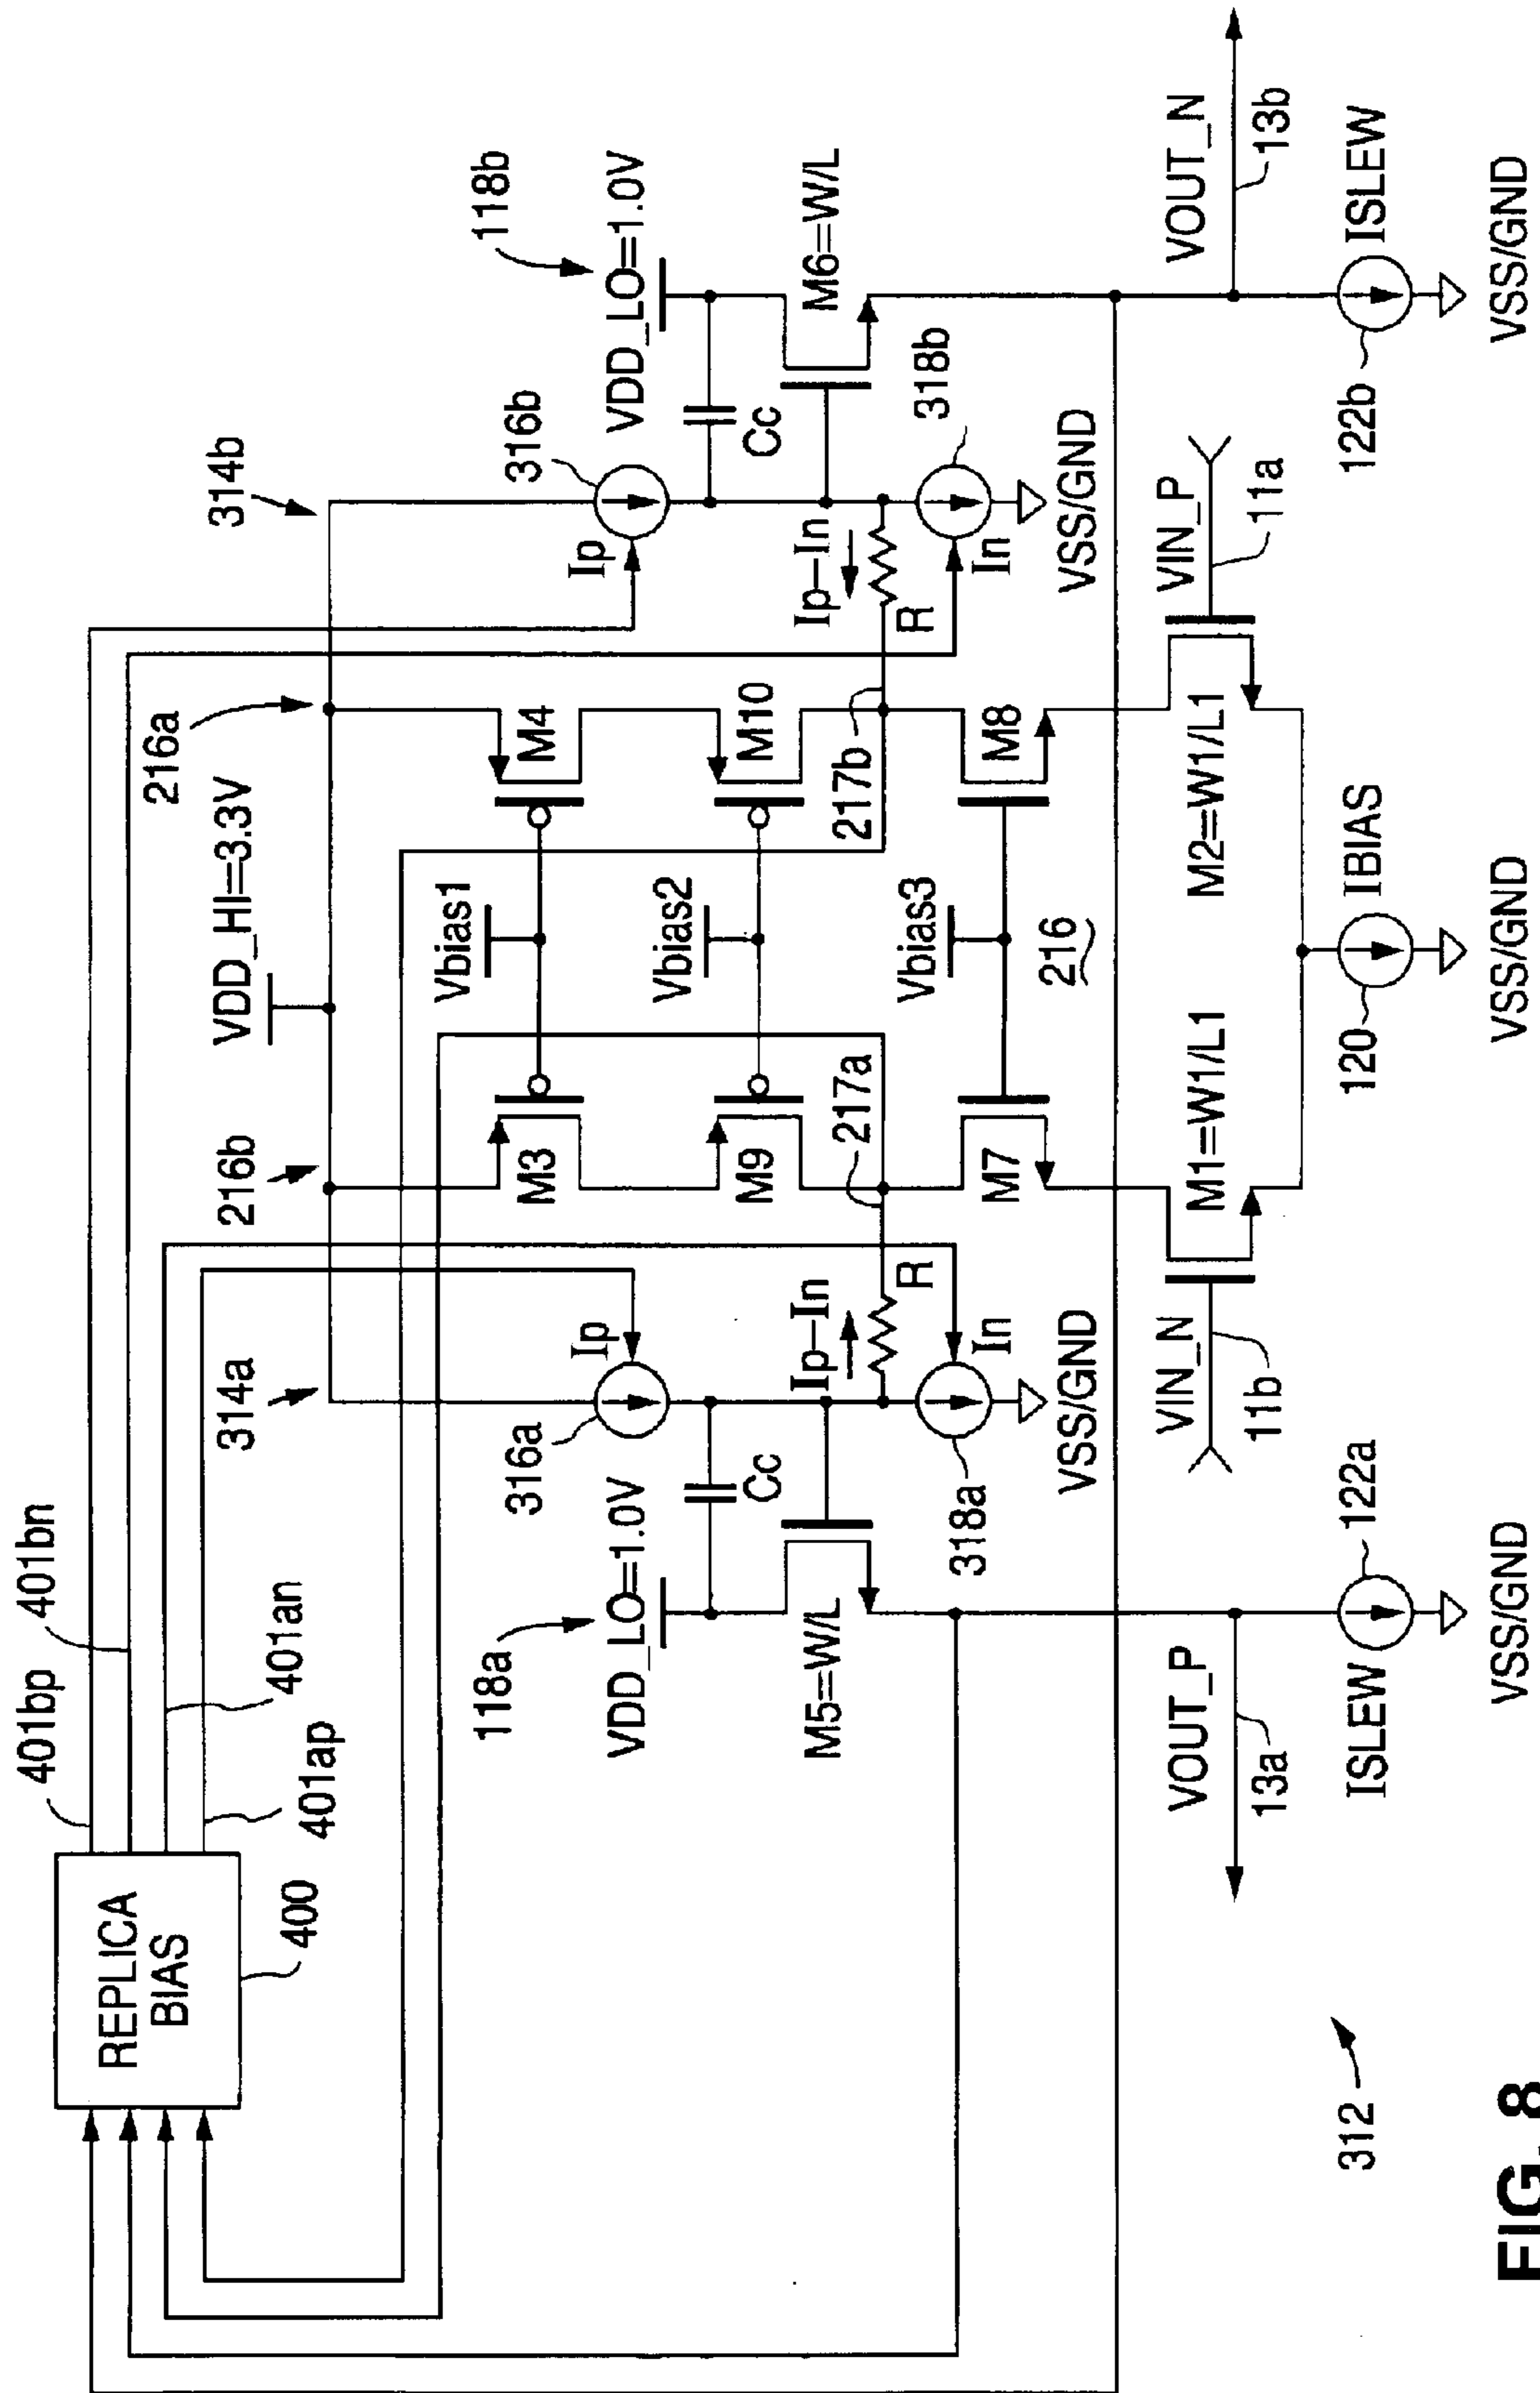 REPLICA
BIAS
400
401bp
401bn
401an
401ap
314a
216b
VDD_HI=3.3V
216a
314b
316a
Ip
M3
Vbias1
M4
Ip
316b
118a
VDD_LO=1.0V
Cc
M9
Vbias2
M10
Cc
VDD_LO=1.0V
118b
M5=W/L
Ip–In
R
217a
217b
Ip–In
R
M6=W/L
318a
In
M7
Vbias3
M8
In
318b
VSS/GND
216
VSS/GND
VOUT_P
13a
VIN_N
11b
M1=W1/L1
M2=W1/L1
VIN_P
11a
VOUT_N
13b
ISLEW
122a
120
IBIAS
122b
ISLEW
VSS/GND
VSS/GND
VSS/GND
312
FIG. 8